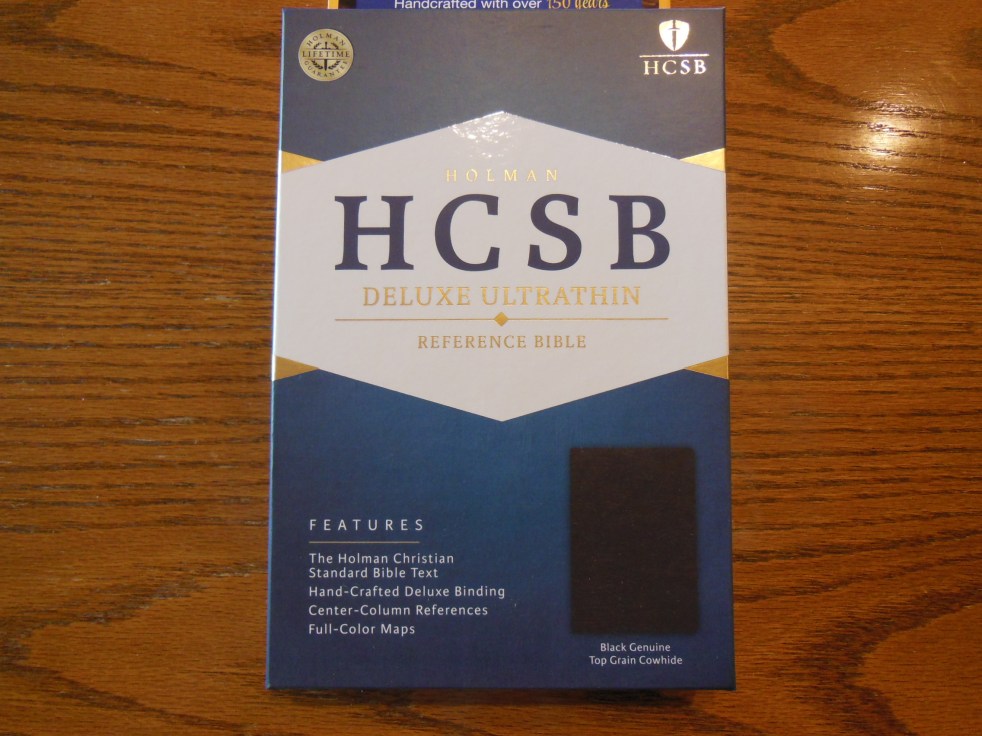 Handcrafted with over 150 Years
HOLMAN
LIFETIME
GUARANTEE
HCSB
HOLMAN
HCSB
DELUXE ULTRATHIN
REFERENCE BIBLE
FEATURES
The Holman Christian
Standard Bible Text
Hand-Crafted Deluxe Binding
Center-Column References
Full-Color Maps
Black Genuine
Top Grain Cowhide